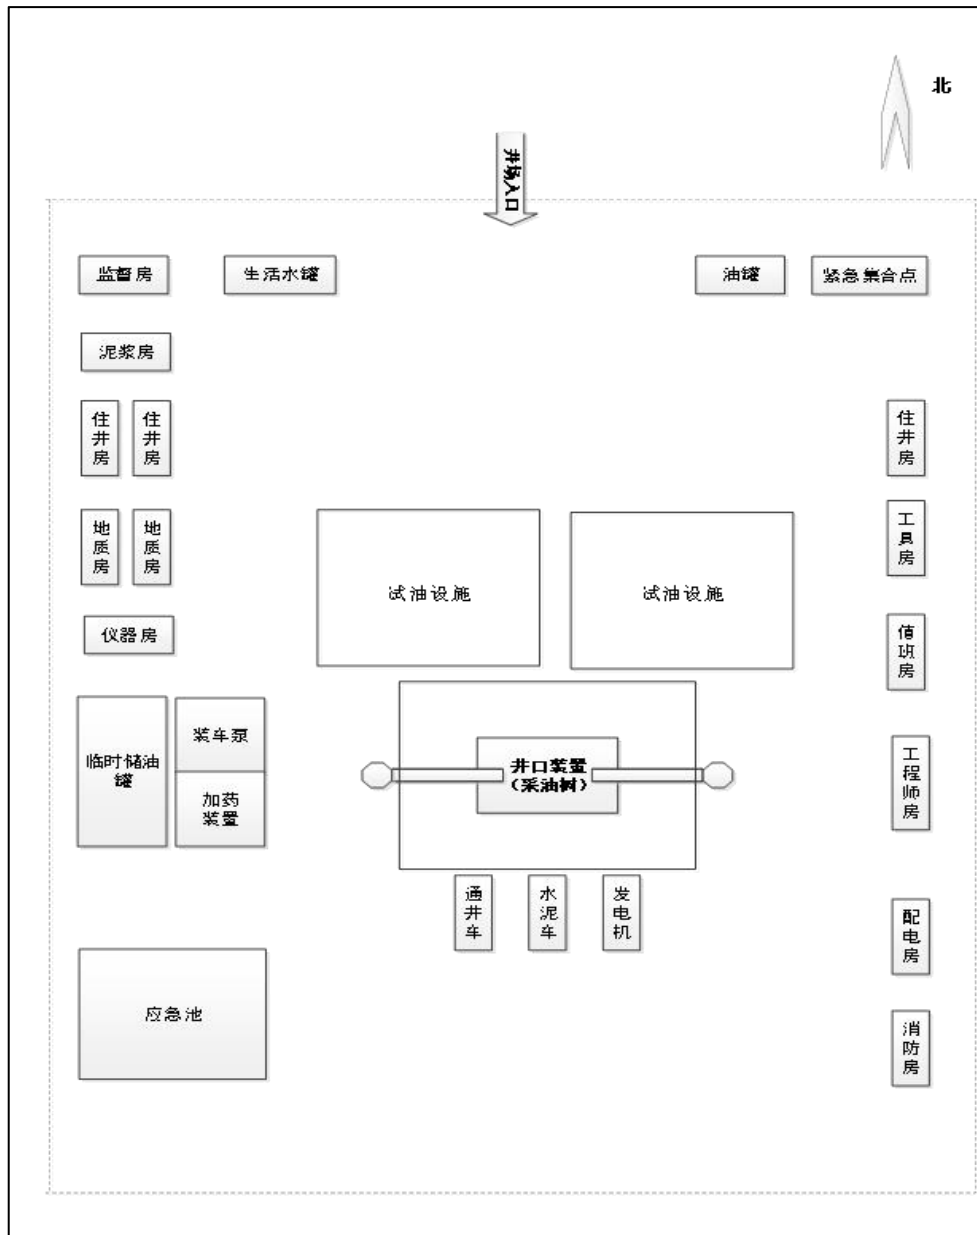 北
井场入口
监督房
生活水罐
油罐
紧急集合点
泥浆房
住井房
住井房
住井房
地质房
地质房
工具房
试油设施
试油设施
仪器房
值班房
临时储油
罐
装车泵
加药
装置
井口装置
（采油树）
工程师房
通井车
水泥车
发电机
配电房
应急池
消防房